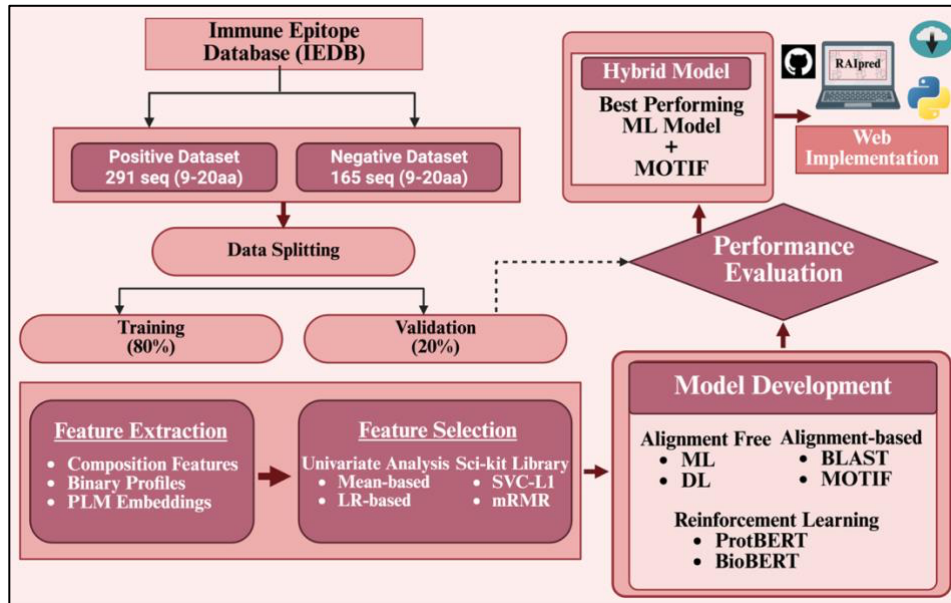 Immune Epitope
Database (IEDB)
Positive Dataset
291 seq (9-20aa)
Negative Dataset
165 seq (9-20aa)
Data Splitting
Training
(80%)
Validation
(20%)
Feature Extraction
• Composition Features
• Binary Profiles
• PLM Embeddings
Feature Selection
Univariate Analysis
• Mean-based
• LR-based
Sci-kit Library
• SVC-L1
• mRMR
Model Development
Alignment Free
• ML
• DL
Alignment-based
• BLAST
• MOTIF
Reinforcement Learning
• ProtBERT
• BioBERT
Performance
Evaluation
Hybrid Model
Best Performing
ML Model
+
MOTIF
RAIpred
Web
Implementation